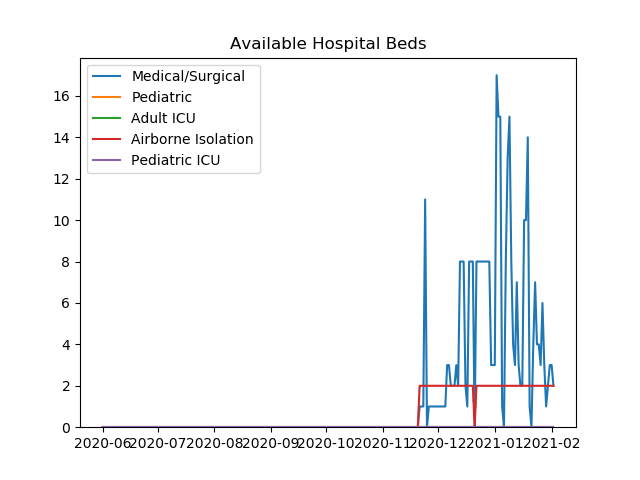 Available Hospital Beds
Medical/Surgical
Pediatric
Adult ICU
Airborne Isolation
Pediatric ICU
16
14
12
10
8
6
4
2
0
2020-06 2020-07 2020-08 2020-09 2020-10 2020-11 2020-12 2021-01 2021-02